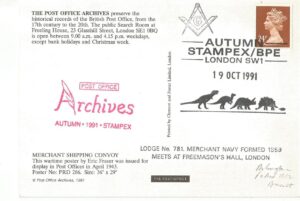 THE POST OFFICE ARCHIVES preserve the
historical records of the British Post Office, from the
17th century to the 20th. The public Search Room at
Freeling House, 23 Glasshill Street, London SE1 0BQ
is open between 9.00 a.m. and 4.15 p.m. weekdays,
except bank holidays and Christmas week.
AUTUMN
STAMPEX/BPE
LONDON SW1
19 OCT 1991
POST OFFICE
Archives
AUTUMN • 1991 • STAMPEX
LODGE No. 781. MERCHANT NAVY FORMED 1959
MEETS AT FREEMASON'S HALL, LONDON
MERCHANT SHIPPING CONVOY
This wartime poster by Eric Fraser was issued for
display in Post Offices in April 1943.
Poster No: PRD 266. Size: 36" x 29"
© Post Office Archives, 1991